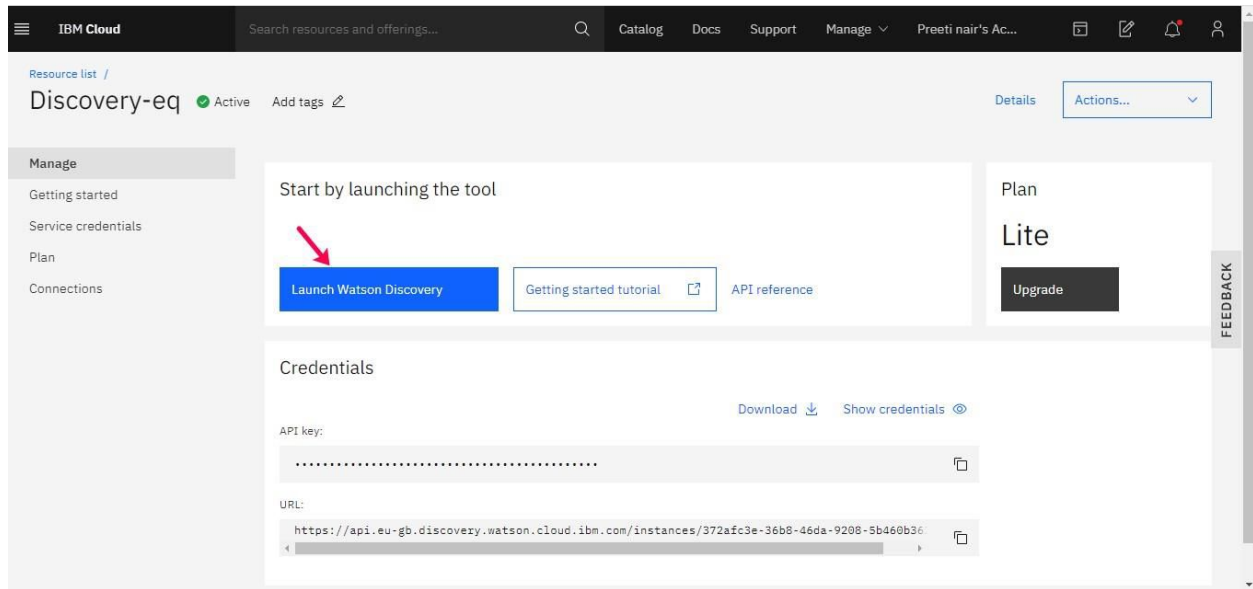 IBM Cloud Search resources and offerings... Catalog Docs Support Manage Preeti nair's Ac...
Resource list /
Discovery-eq Active Add tags Details Actions...
Manage
Getting started
Service credentials
Plan
Connections
Start by launching the tool
Launch Watson Discovery Getting started tutorial API reference
Plan
Lite
Upgrade
FEEDBACK
Credentials
Download Show credentials
API key:
URL:
https://api.eu-gb.discovery.watson.cloud.ibm.com/instances/372afc3e-36b8-46da-9208-5b460b36